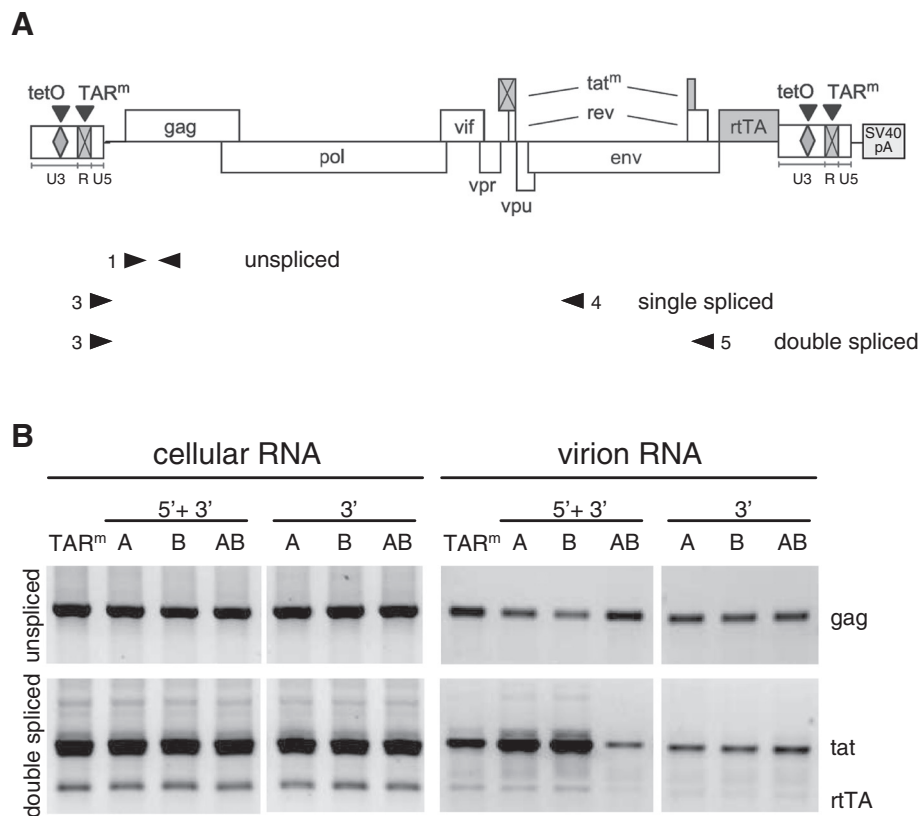 A
tetO TARᵐ
gag
vif
tatᵐ
rev
rtTA
tetO TARᵐ
SV40
pA
pol
env
vpr
vpu
U3 R U5
U3 R U5
1 unspliced
3 4 single spliced
3 5 double spliced
B
cellular RNA virion RNA
5’+ 3’ 3’ 5’+ 3’ 3’
TARᵐ A B AB A B AB TARᵐ A B AB A B AB
unspliced gag
double spliced tat
rtTA